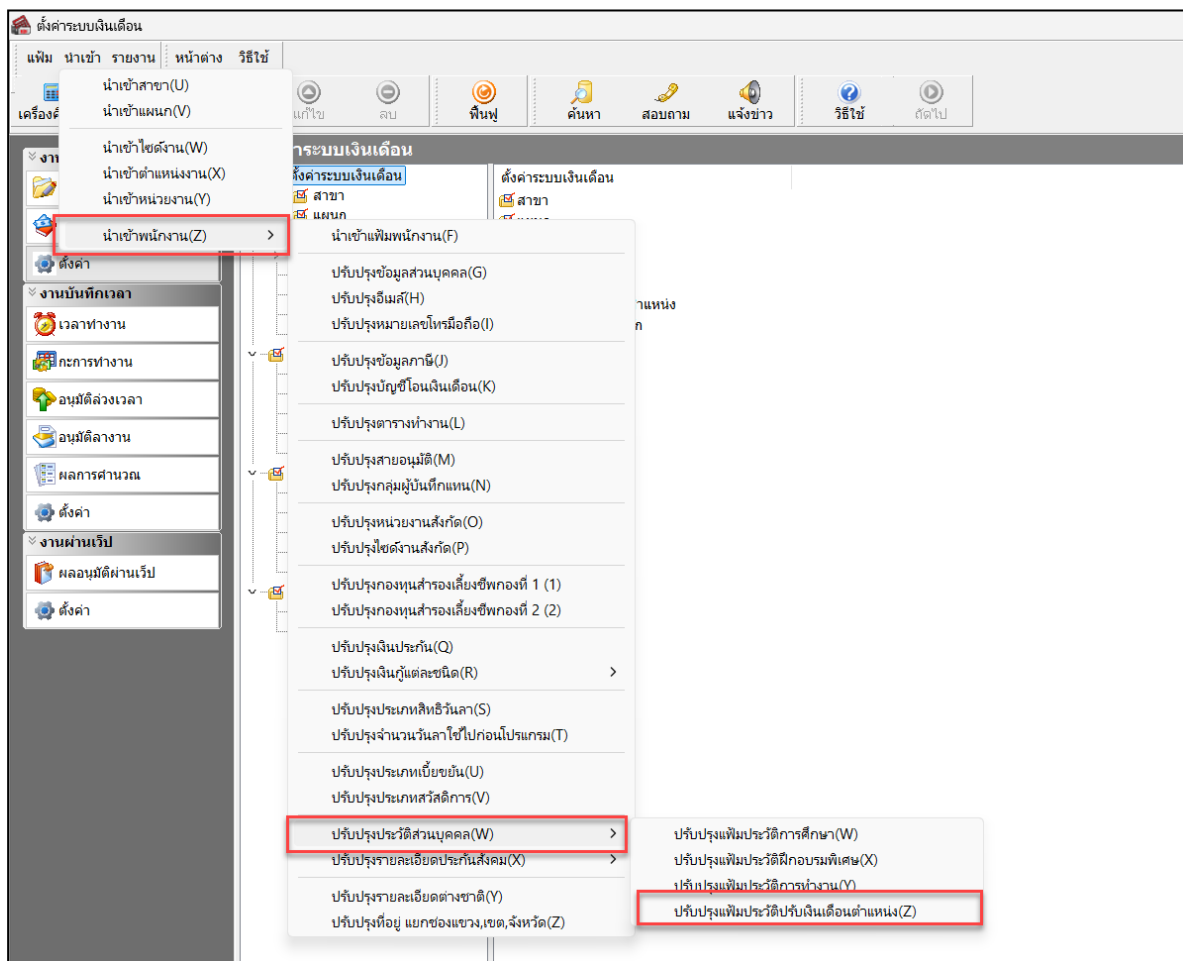 ตั้งค่าระบบเงินเดือน
แฟ้ม นำเข้า รายงาน หน้าต่าง วิธีใช้
แก้ไข ลบ ฟื้นฟู ค้นหา สอบถาม แจ้งข่าว วิธีใช้ ถัดไป
นำเข้าสาขา(U)
นำเข้าแผนก(V)
นำเข้าไซด์งาน(W)
นำเข้าตำแหน่งงาน(X)
นำเข้าหน่วยงาน(Y)
นำเข้าพนักงาน(Z)
ตั้งค่า
งานบันทึกเวลา
เวลาทำงาน
กะการทำงาน
อนุมัติล่วงเวลา
อนุมัติลางาน
ผลการคำนวณ
ตั้งค่า
งานผ่านเว็ป
ผลอนุมัติผ่านเว็ป
ตั้งค่า
ระบบเงินเดือน
ตั้งค่าระบบเงินเดือน
สาขา
แผนก
ตั้งค่าระบบเงินเดือน
สาขา
นำเข้าแฟ้มพนักงาน(F)
ปรับปรุงข้อมูลส่วนบุคคล(G)
ปรับปรุงอีเมล์(H)
ปรับปรุงหมายเลขโทรมือถือ(I)
ปรับปรุงข้อมูลภาษี(J)
ปรับปรุงบัญชีโอนเงินเดือน(K)
ปรับปรุงตารางทำงาน(L)
ปรับปรุงสายอนุมัติ(M)
ปรับปรุงกลุ่มผู้บันทึกแทน(N)
ปรับปรุงหน่วยงานสังกัด(O)
ปรับปรุงไซด์งานสังกัด(P)
ปรับปรุงกองทุนสำรองเลี้ยงชีพกองที่ 1 (1)
ปรับปรุงกองทุนสำรองเลี้ยงชีพกองที่ 2 (2)
ปรับปรุงเงินประกัน(Q)
ปรับปรุงเงินกู้แต่ละชนิด(R)
ปรับปรุงประเภทสิทธิวันลา(S)
ปรับปรุงจำนวนวันลาใช้ไปก่อนโปรแกรม(T)
ปรับปรุงประเภทเบี้ยขยัน(U)
ปรับปรุงประเภทสวัสดิการ(V)
ปรับปรุงประวัติส่วนบุคคล(W)
ปรับปรุงรายละเอียดประกันสังคม(X)
ปรับปรุงรายละเอียดต่างชาติ(Y)
ปรับปรุงที่อยู่ แยกช่องแขวง,เขต,จังหวัด(Z)
ปรับปรุงแฟ้มประวัติการศึกษา(W)
ปรับปรุงแฟ้มประวัติฝึกอบรมพิเศษ(X)
ปรับปรุงแฟ้มประวัติการทำงาน(Y)
ปรับปรุงแฟ้มประวัติปรับเงินเดือนตำแหน่ง(Z)